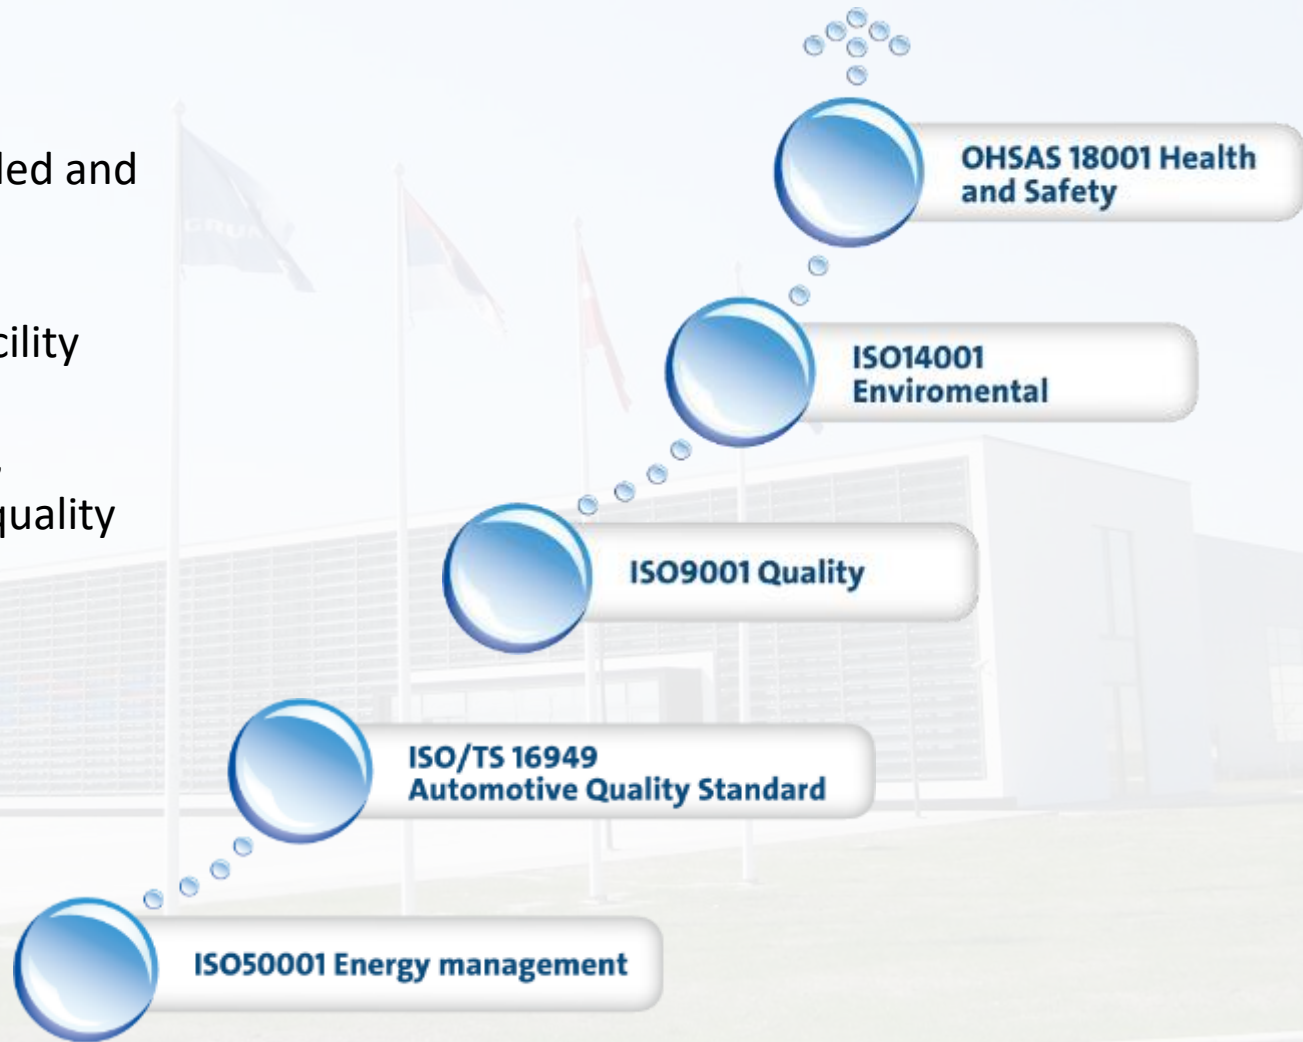 led and
cility
quality
OHSAS 18001 Health
and Safety
ISO14001
Enviromental
ISO9001 Quality
ISO/TS 16949
Automotive Quality Standard
ISO50001 Energy management